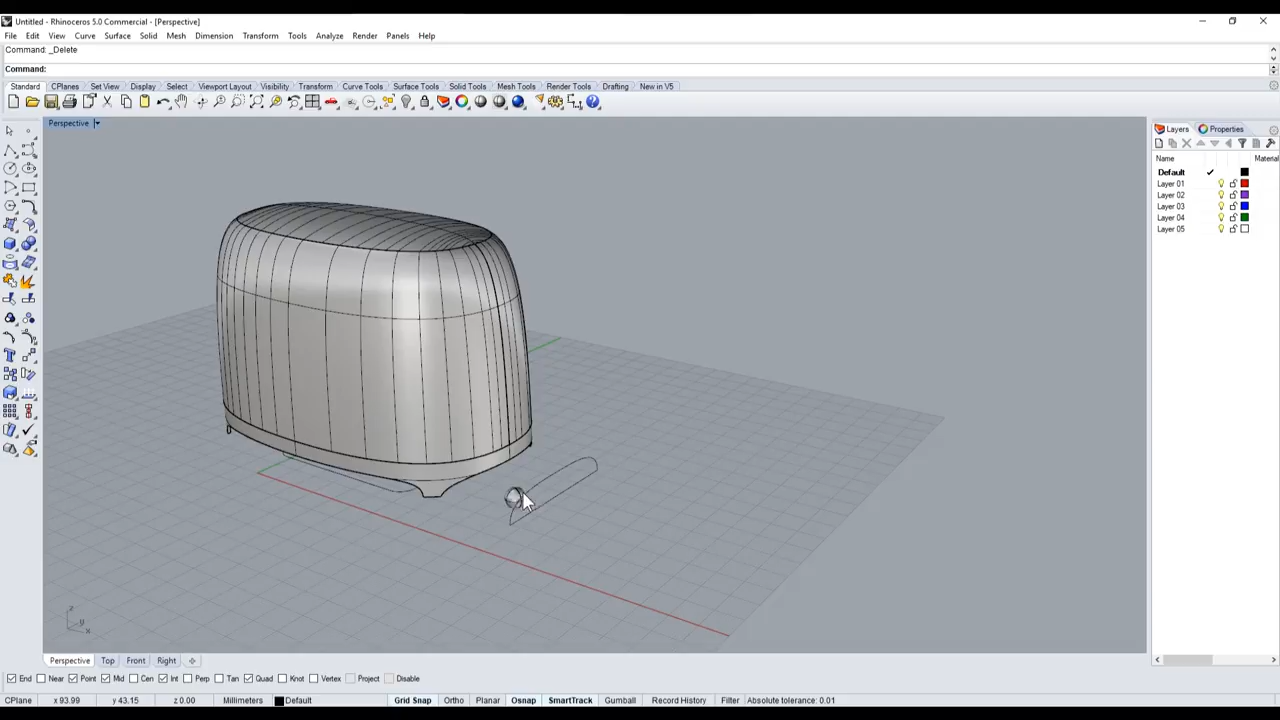 Untitled - Rhinoceros 5.0 Commercial - [Perspective]
File Edit View Curve Surface Solid Mesh Dimension Transform Tools Analyze Render Panels Help
Command: _Delete
Command:
Standard CPlanes Set View Display Select Viewport Layout Visibility Transform Curve Tools Surface Tools Solid Tools Mesh Tools Render Tools Drafting New in V5
Perspective
Layers Properties
Name Material
Default
Layer 01
Layer 02
Layer 03
Layer 04
Layer 05
z
y
x
Perspective Top Front Right
End Near Point Mid Cen Int Perp Tan Quad Knot Vertex Project Disable
CPlane x 93.99 y 43.15 z 0.00 Millimeters Default Grid Snap Ortho Planar Osnap SmartTrack Gumball Record History Filter Absolute tolerance: 0.01